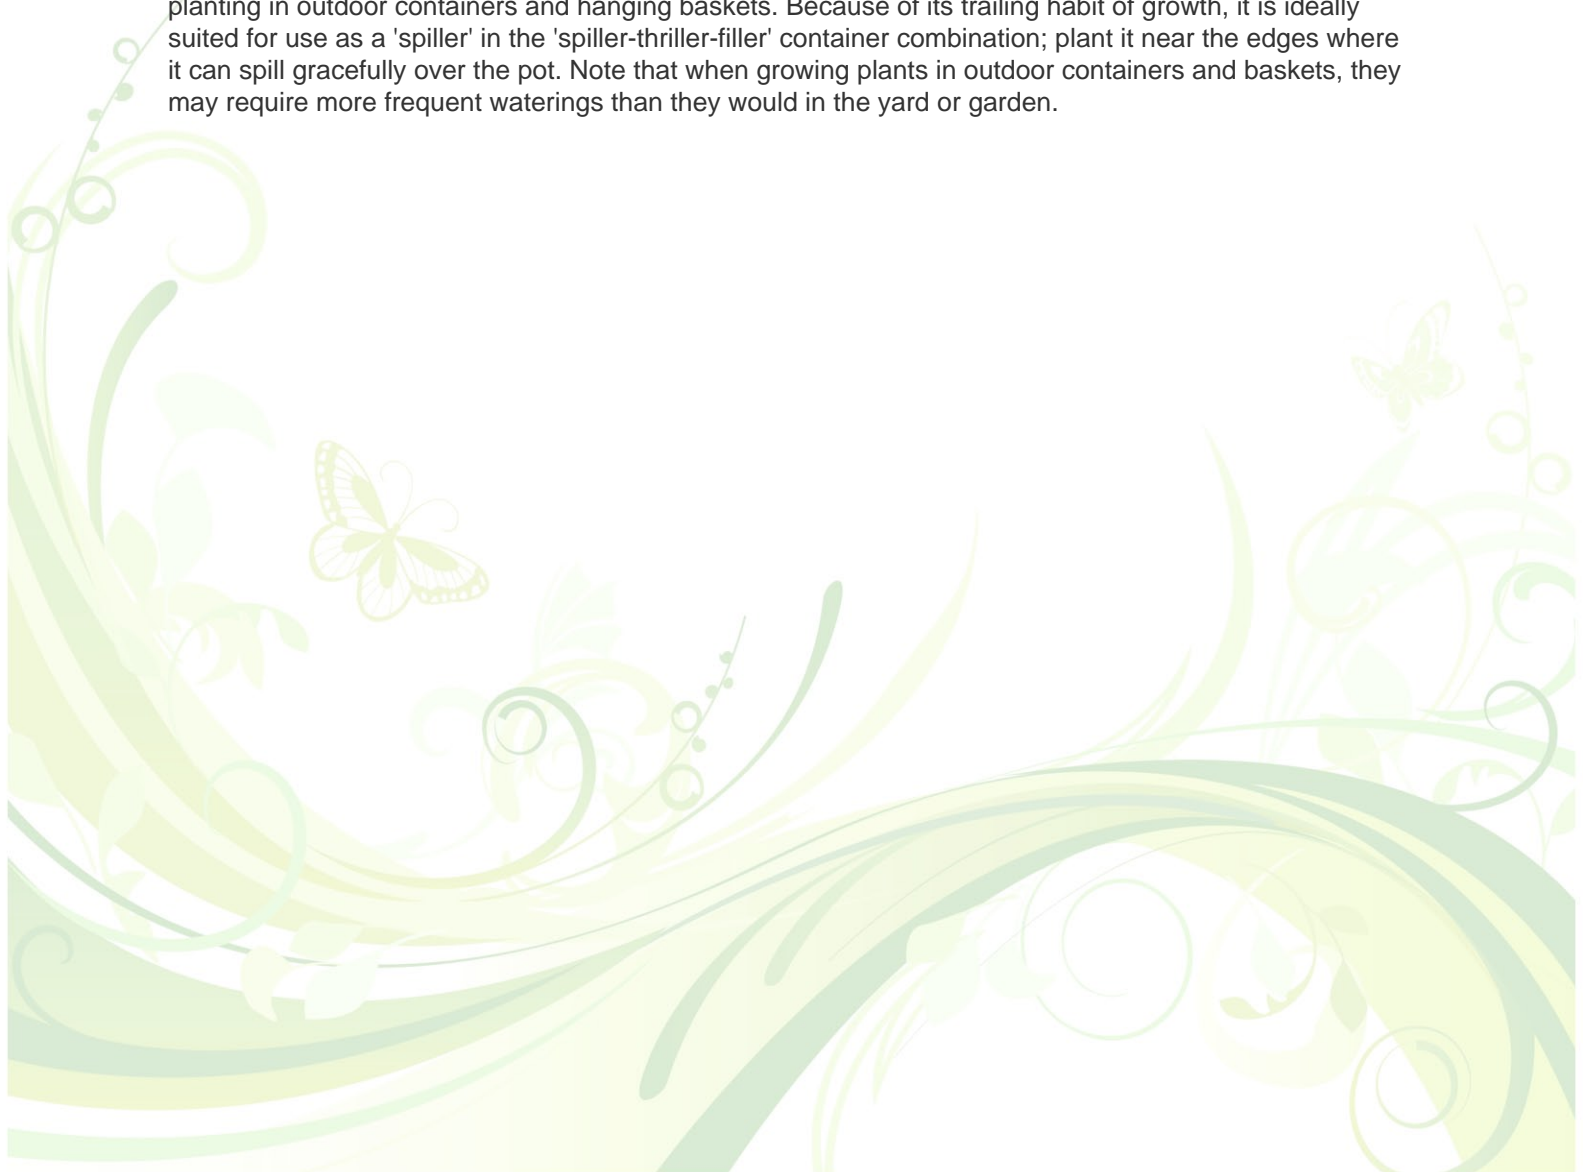 planting in outdoor containers and hanging baskets. Because of its trailing habit of growth, it is ideally
suited for use as a 'spiller' in the 'spiller-thriller-filler' container combination; plant it near the edges where
it can spill gracefully over the pot. Note that when growing plants in outdoor containers and baskets, they
may require more frequent waterings than they would in the yard or garden.